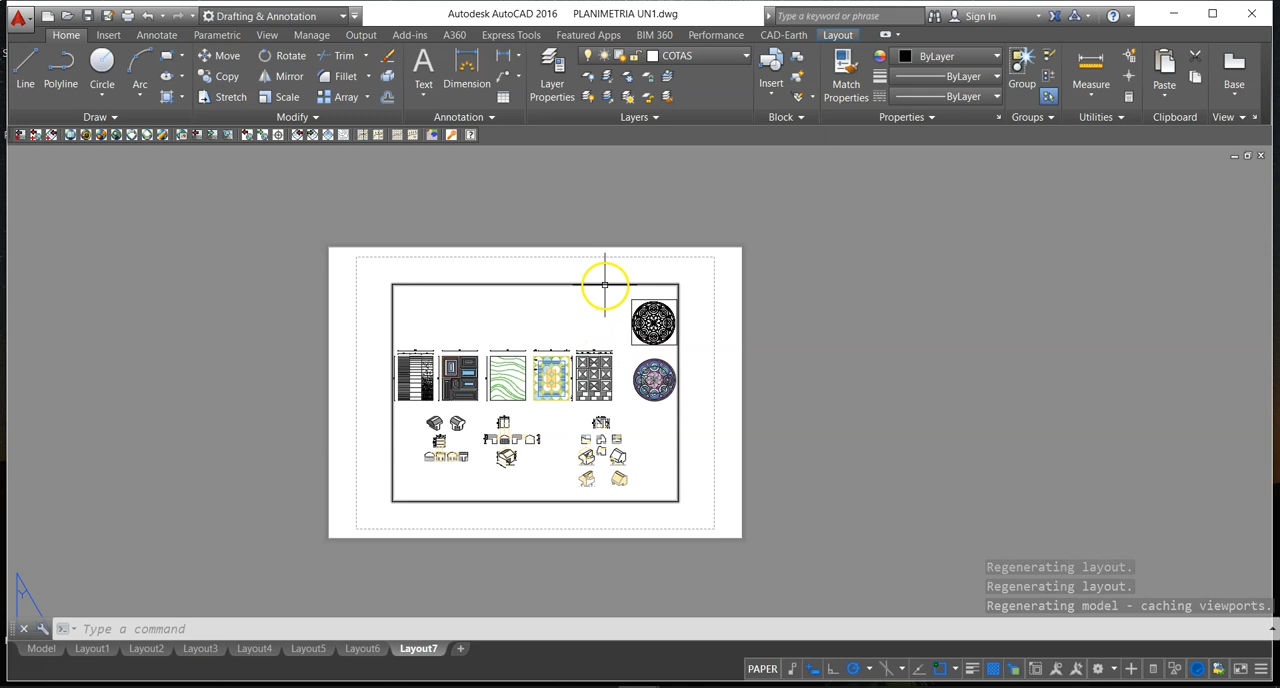 Drafting & Annotation
Autodesk AutoCAD 2016 PLANIMETRIA UN1.dwg
Type a keyword or phrase
Sign In
Home Insert Annotate Parametric View Manage Output Add-ins A360 Express Tools Featured Apps BIM 360 Performance CAD-Earth Layout
Line Polyline Circle Arc
Move Rotate Trim
Copy Mirror Fillet
Stretch Scale Array
Text Dimension
Layer Properties
COTAS
Insert
Match Properties
ByLayer
ByLayer
ByLayer
Group
Measure
Paste
Base
Draw Modify Annotation Layers Block Properties Groups Utilities Clipboard View
Regenerating layout.
Regenerating layout.
Regenerating model - caching viewports.
Y
Type a command
Model Layout1 Layout2 Layout3 Layout4 Layout5 Layout6 Layout7 +
PAPER